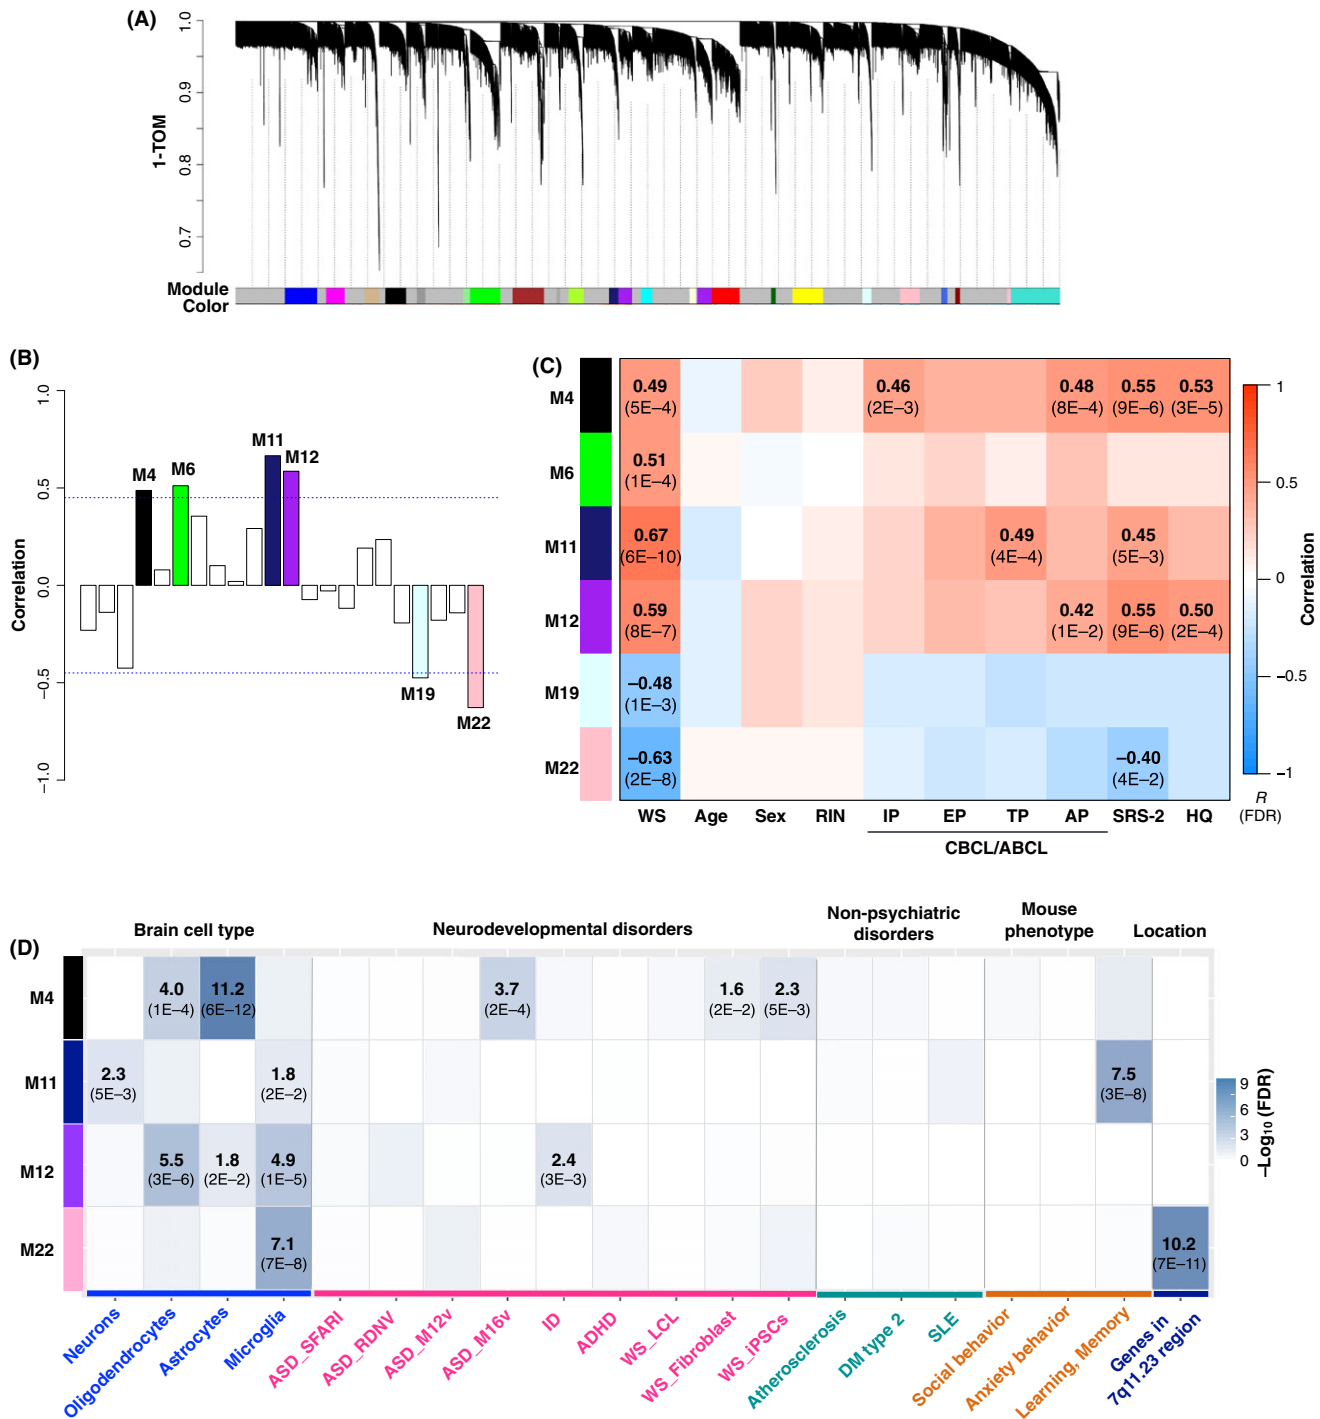 (A)
1.0
0.9
0.8
0.7
1-TOM
Module
Color
(B)
1.0
0.5
0.0
−0.5
−1.0
Correlation
M4
M6
M11
M12
M19
M22
(C)
M4
0.49
(5E−4)
0.46
(2E−3)
0.48
(8E−4)
0.55
(9E−6)
0.53
(3E−5)
M6
0.51
(1E−4)
M11
0.67
(6E−10)
0.49
(4E−4)
0.45
(5E−3)
M12
0.59
(8E−7)
0.42
(1E−2)
0.55
(9E−6)
0.50
(2E−4)
M19
−0.48
(1E−3)
M22
−0.63
(2E−8)
−0.40
(4E−2)
WS Age Sex RIN IP EP TP AP SRS-2 HQ
CBCL/ABCL
1
0.5
0
−0.5
−1
Correlation
R
(FDR)
(D)
Brain cell type
Neurodevelopmental disorders
Non-psychiatric
disorders
Mouse
phenotype
Location
M4
4.0
(1E−4)
11.2
(6E−12)
3.7
(2E−4)
1.6
(2E−2)
2.3
(5E−3)
M11
2.3
(5E−3)
1.8
(2E−2)
7.5
(3E−8)
M12
5.5
(3E−6)
1.8
(2E−2)
4.9
(1E−5)
2.4
(3E−3)
M22
7.1
(7E−8)
10.2
(7E−11)
9
6
3
0
−Log10 (FDR)
Neurons
Oligodendrocytes
Astrocytes
Microglia
ASD_SFARI
ASD_RDNV
ASD_M12v
ASD_M16v
ID
ADHD
WS_LCL
WS_Fibroblast
WS_iPSCs
Atherosclerosis
DM type 2
SLE
Social behavior
Anxiety behavior
Learning, Memory
Genes in
7q11.23 region